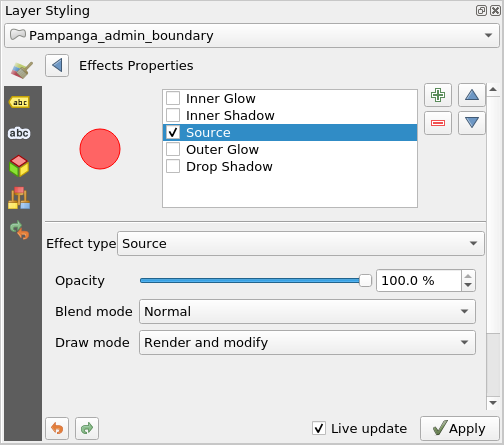 Layer Styling
Pampanga_admin_boundary
Effects Properties
abc
abc
Inner Glow
Inner Shadow
Source
Outer Glow
Drop Shadow
Effect type Source
Opacity 100.0 %
Blend mode Normal
Draw mode Render and modify
Live update Apply